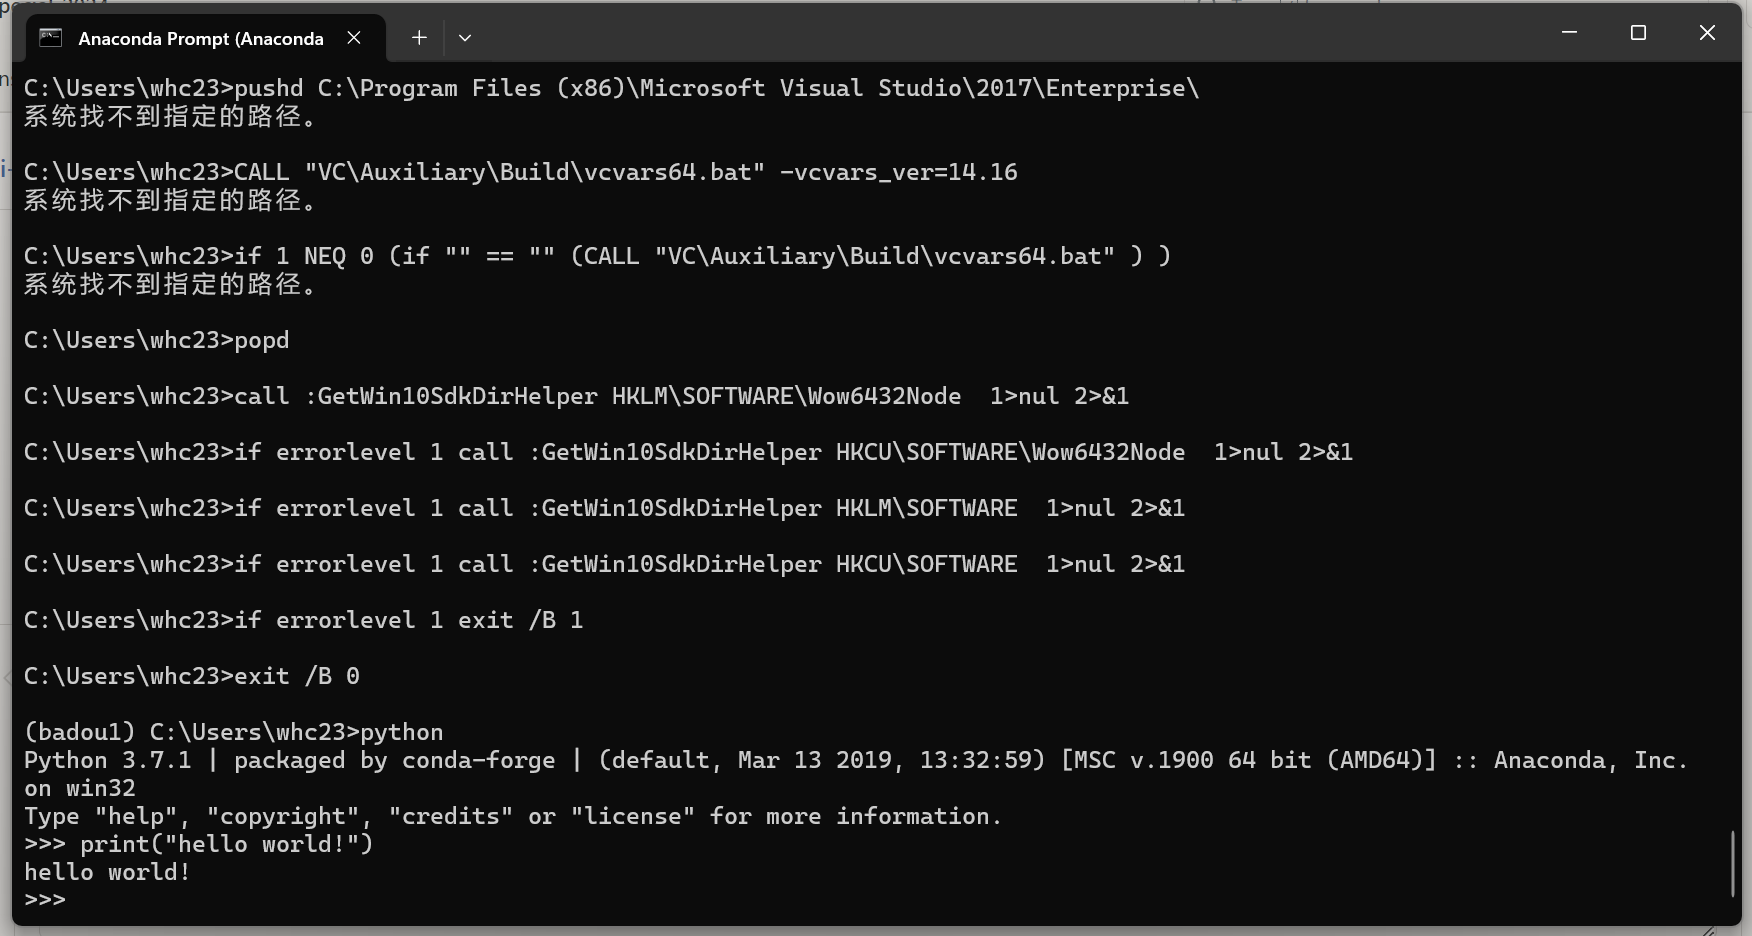 Anaconda Prompt (Anaconda
C:\Users\whc23>pushd C:\Program Files (x86)\Microsoft Visual Studio\2017\Enterprise\
系统找不到指定的路径。
C:\Users\whc23>CALL "VC\Auxiliary\Build\vcvars64.bat" -vcvars_ver=14.16
系统找不到指定的路径。
C:\Users\whc23>if 1 NEQ 0 (if "" == "" (CALL "VC\Auxiliary\Build\vcvars64.bat" ) )
系统找不到指定的路径。
C:\Users\whc23>popd
C:\Users\whc23>call :GetWin10SdkDirHelper HKLM\SOFTWARE\Wow6432Node  1>nul 2>&1
C:\Users\whc23>if errorlevel 1 call :GetWin10SdkDirHelper HKCU\SOFTWARE\Wow6432Node  1>nul 2>&1
C:\Users\whc23>if errorlevel 1 call :GetWin10SdkDirHelper HKLM\SOFTWARE  1>nul 2>&1
C:\Users\whc23>if errorlevel 1 call :GetWin10SdkDirHelper HKCU\SOFTWARE  1>nul 2>&1
C:\Users\whc23>if errorlevel 1 exit /B 1
C:\Users\whc23>exit /B 0
(badou1) C:\Users\whc23>python
Python 3.7.1 | packaged by conda-forge | (default, Mar 13 2019, 13:32:59) [MSC v.1900 64 bit (AMD64)] :: Anaconda, Inc.
on win32
Type "help", "copyright", "credits" or "license" for more information.
>>> print("hello world!")
hello world!
>>>